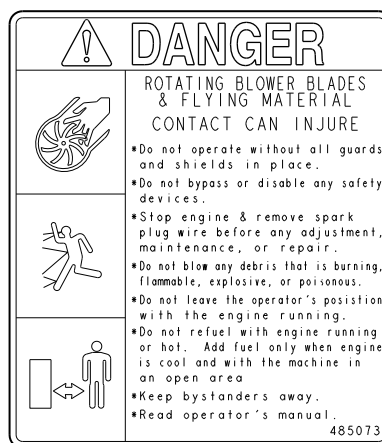 DANGER
ROTATING BLOWER BLADES
& FLYING MATERIAL
CONTACT CAN INJURE
*Do not operate without all guards
and shields in place.
*Do not bypass or disable any safety
devices.
*Stop engine & remove spark
plug wire before any adjustment,
maintenance, or repair.
*Do not blow any debris that is burning,
flammable, explosive, or poisonous.
*Do not leave the operator's posistion
with the engine running.
*Do not refuel with engine running
or hot. Add fuel only when engine
is cool and with the machine in
an open area
*Keep bystanders away.
*Read operator's manual.
485073